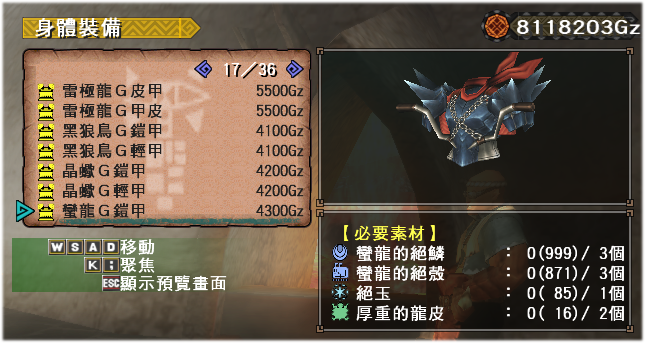 身體裝備
8118203Gz
17／36
雷極龍Ｇ皮甲 5500Gz
雷極龍Ｇ甲皮 5500Gz
黑狼鳥Ｇ鎧甲 4100Gz
黑狼鳥Ｇ輕甲 4100Gz
晶蠍Ｇ鎧甲 4200Gz
晶蠍Ｇ輕甲 4200Gz
蠻龍Ｇ鎧甲 4300Gz
W S A D 移動
K ; 聚焦
ESC 顯示預覽畫面
【必要素材】
蠻龍的絕鱗 : 0(999)/ 3個
蠻龍的絕殼 : 0(871)/ 3個
絕玉 : 0( 85)/ 1個
厚重的龍皮 : 0( 16)/ 2個